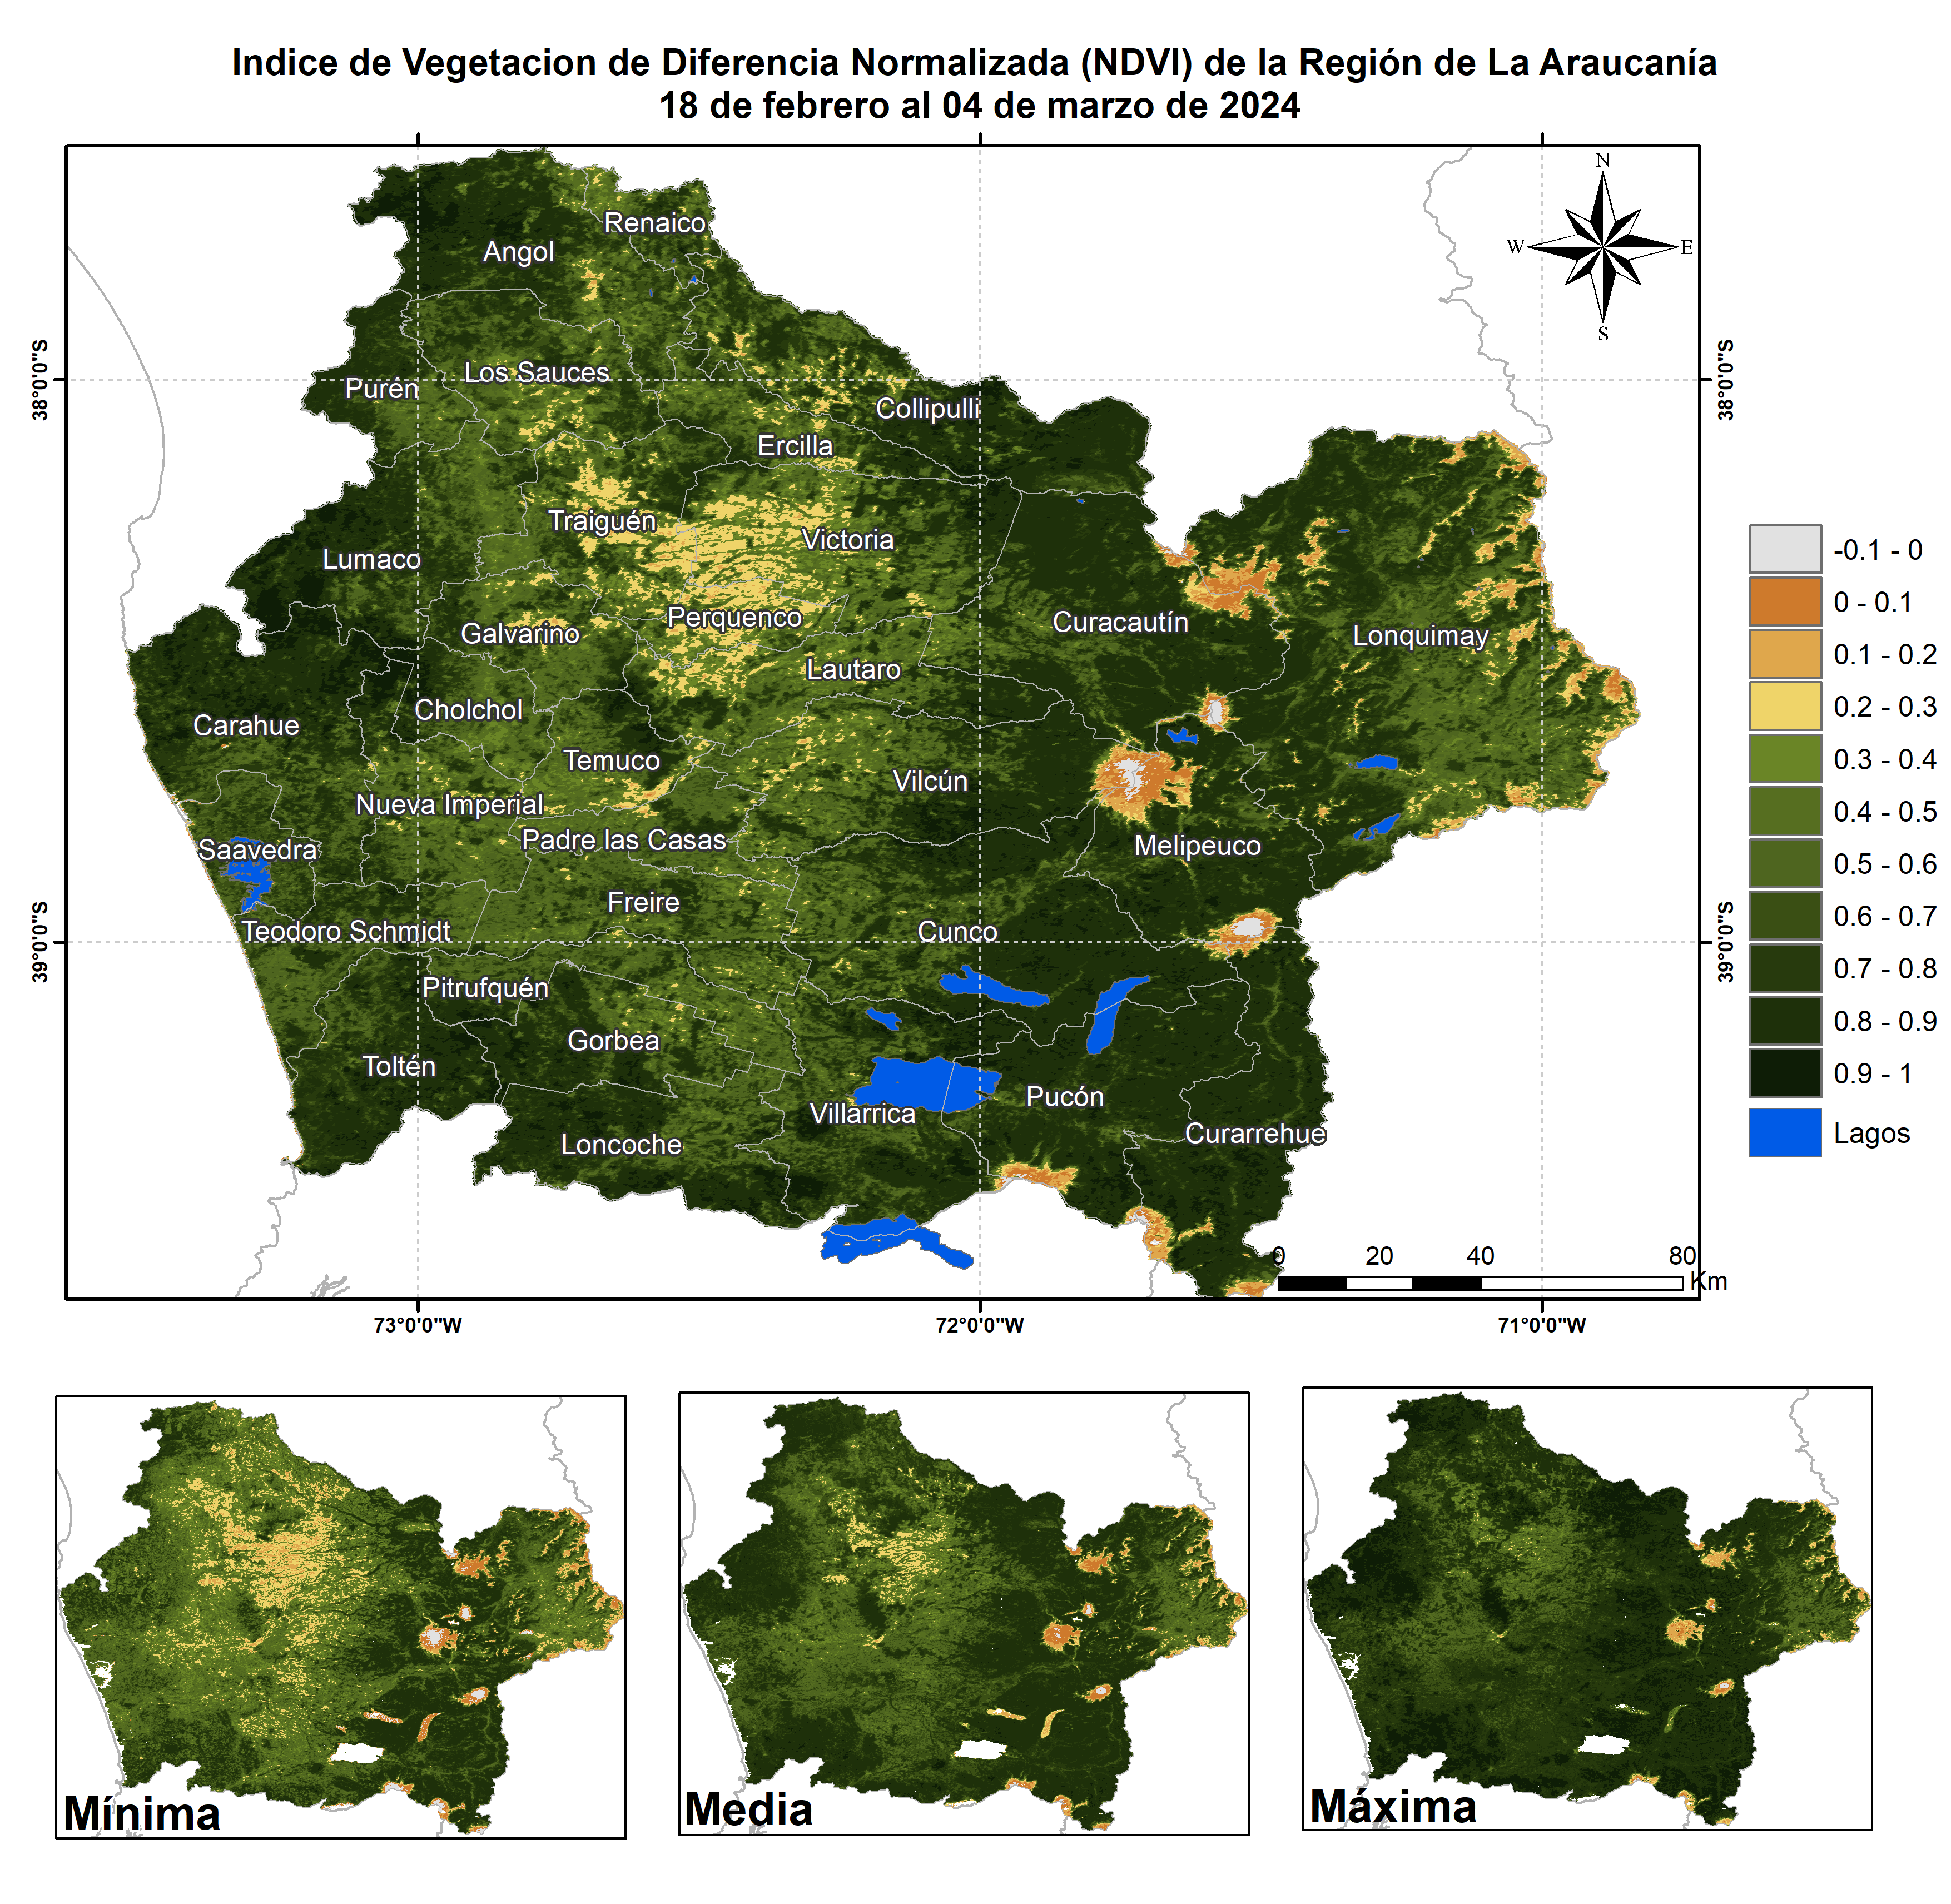 Indice de Vegetacion de Diferencia Normalizada (NDVI) de la Región de La Araucanía
18 de febrero al 04 de marzo de 2024
N
W
E
S
38°0'0"S
38°0'0"S
39°0'0"S
39°0'0"S
Renaico
Angol
Los Sauces
Purén
Collipulli
Ercilla
Traiguén
Victoria
Lumaco
Perquenco
Curacautín
Galvarino
Lonquimay
Lautaro
Cholchol
Carahue
Temuco
Vilcún
Nueva Imperial
Padre las Casas
Melipeuco
Saavedra
Freire
Teodoro Schmidt
Cunco
Pitrufquén
Gorbea
Toltén
Pucón
Villarrica
Curarrehue
Loncoche
0 20 40 80
Km
73°0'0"W
72°0'0"W
71°0'0"W
-0.1 - 0
0 - 0.1
0.1 - 0.2
0.2 - 0.3
0.3 - 0.4
0.4 - 0.5
0.5 - 0.6
0.6 - 0.7
0.7 - 0.8
0.8 - 0.9
0.9 - 1
Lagos
Mínima
Media
Máxima